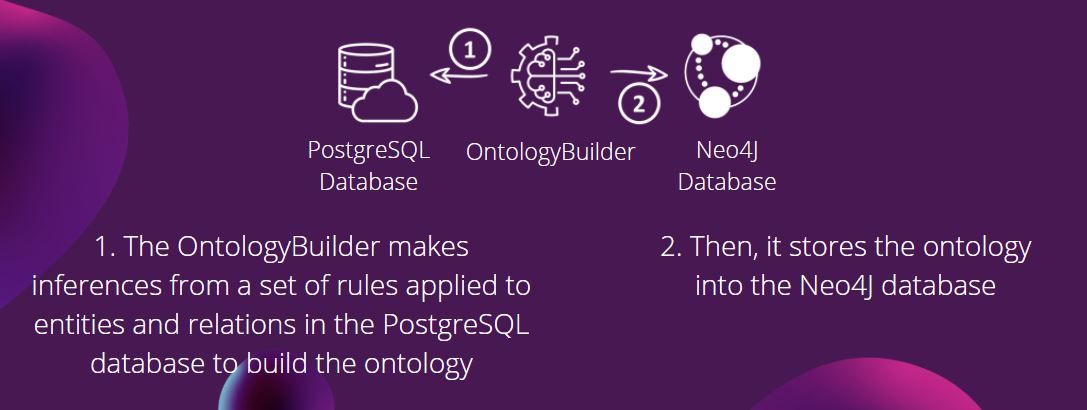 1
2
PostgreSQL
Database
OntologyBuilder
Neo4J
Database
1. The OntologyBuilder makes
inferences from a set of rules applied to
entities and relations in the PostgreSQL
database to build the ontology
2. Then, it stores the ontology
into the Neo4J database